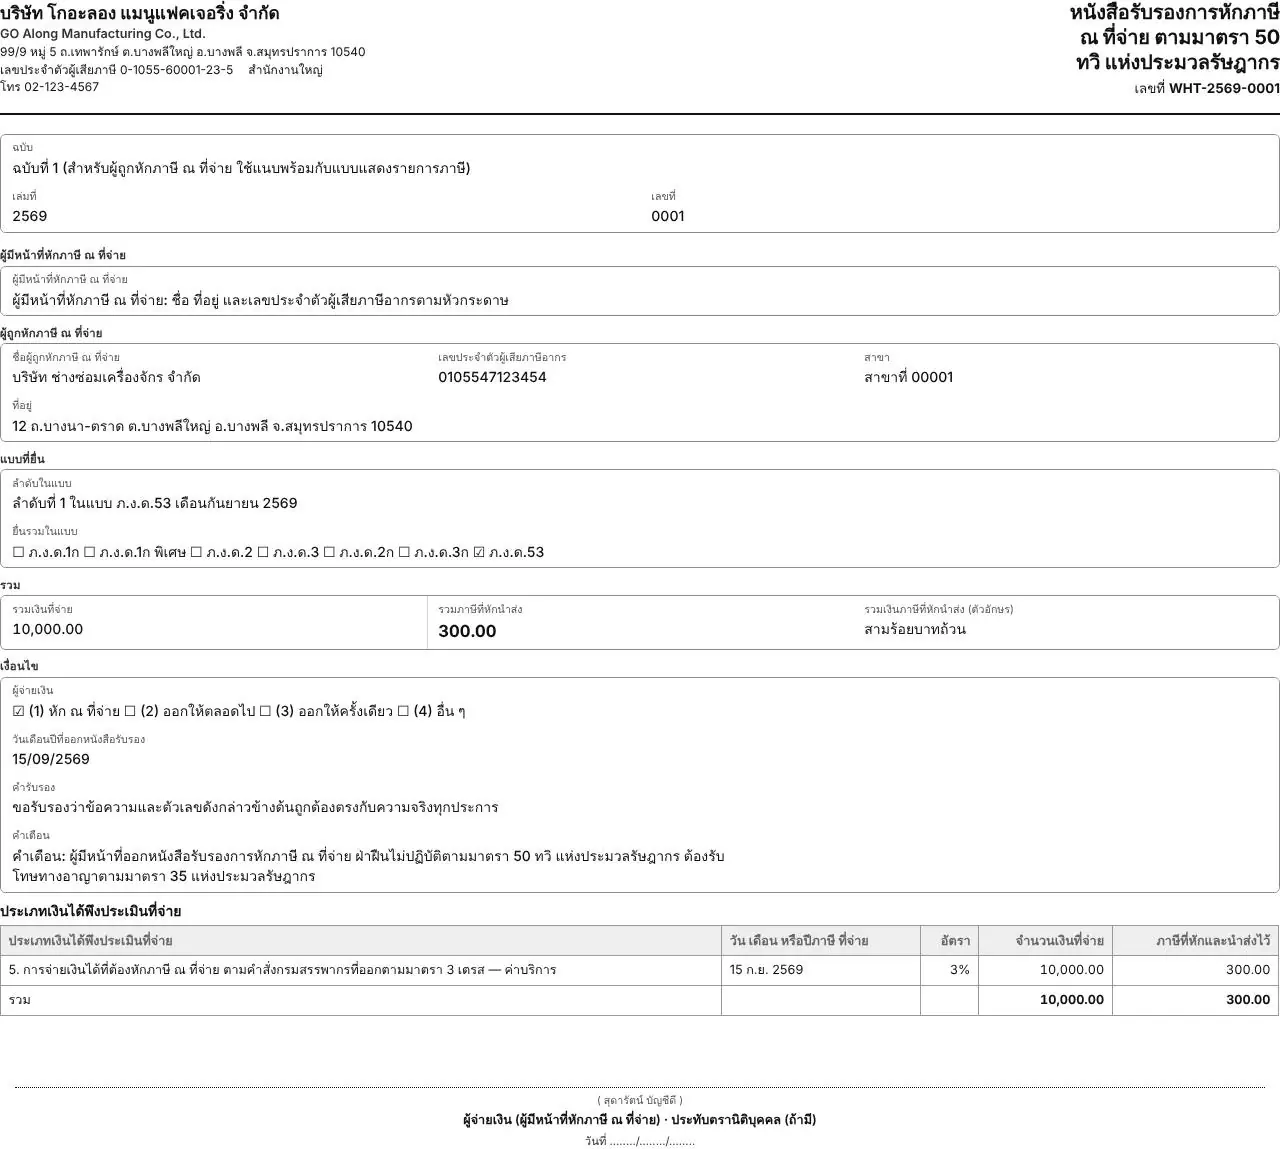 บริษัท โกอะลอง แมนูแฟคเจอริ่ง จำกัด
GO Along Manufacturing Co., Ltd.
99/9 หมู่ 5 ถ.เทพารักษ์ ต.บางพลีใหญ่ อ.บางพลี จ.สมุทรปราการ 10540
เลขประจำตัวผู้เสียภาษี 0-1055-60001-23-5 สำนักงานใหญ่
โทร 02-123-4567
หนังสือรับรองการหักภาษี
ณ ที่จ่าย ตามมาตรา 50
ทวิ แห่งประมวลรัษฎากร
เลขที่ WHT-2569-0001
ฉบับ
ฉบับที่ 1 (สำหรับผู้ถูกหักภาษี ณ ที่จ่าย ใช้แนบพร้อมกับแบบแสดงรายการภาษี)
เล่มที่ เลขที่
2569 0001
ผู้มีหน้าที่หักภาษี ณ ที่จ่าย
ผู้มีหน้าที่หักภาษี ณ ที่จ่าย
ผู้มีหน้าที่หักภาษี ณ ที่จ่าย: ชื่อ ที่อยู่ และเลขประจำตัวผู้เสียภาษีอากรตามหัวกระดาษ
ผู้ถูกหักภาษี ณ ที่จ่าย
ชื่อผู้ถูกหักภาษี ณ ที่จ่าย เลขประจำตัวผู้เสียภาษีอากร สาขา
บริษัท ช่างซ่อมเครื่องจักร จำกัด 0105547123454 สาขาที่ 00001
ที่อยู่
12 ถ.บางนา-ตราด ต.บางพลีใหญ่ อ.บางพลี จ.สมุทรปราการ 10540
แบบที่ยื่น
ลำดับในแบบ
ลำดับที่ 1 ในแบบ ภ.ง.ด.53 เดือนกันยายน 2569
ยื่นรวมในแบบ
☐ ภ.ง.ด.1ก ☐ ภ.ง.ด.1ก พิเศษ ☐ ภ.ง.ด.2 ☐ ภ.ง.ด.3 ☐ ภ.ง.ด.2ก ☐ ภ.ง.ด.3ก ☑ ภ.ง.ด.53
รวม
รวมเงินที่จ่าย รวมภาษีที่หักนำส่ง รวมเงินภาษีที่หักนำส่ง (ตัวอักษร)
10,000.00 300.00 สามร้อยบาทถ้วน
เงื่อนไข
ผู้จ่ายเงิน
☑ (1) หัก ณ ที่จ่าย ☐ (2) ออกให้ตลอดไป ☐ (3) ออกให้ครั้งเดียว ☐ (4) อื่น ๆ
วันเดือนปีที่ออกหนังสือรับรอง
15/09/2569
คำรับรอง
ขอรับรองว่าข้อความและตัวเลขดังกล่าวข้างต้นถูกต้องตรงกับความจริงทุกประการ
คำเตือน
คำเตือน: ผู้มีหน้าที่ออกหนังสือรับรองการหักภาษี ณ ที่จ่าย ฝ่าฝืนไม่ปฏิบัติตามมาตรา 50 ทวิ แห่งประมวลรัษฎากร ต้องรับ
โทษทางอาญาตามมาตรา 35 แห่งประมวลรัษฎากร
ประเภทเงินได้พึงประเมินที่จ่าย
ประเภทเงินได้พึงประเมินที่จ่าย วัน เดือน หรือปีภาษี ที่จ่าย อัตรา จำนวนเงินที่จ่าย ภาษีที่หักและนำส่งไว้
5. การจ่ายเงินได้ที่ต้องหักภาษี ณ ที่จ่าย ตามคำสั่งกรมสรรพากรที่ออกตามมาตรา 3 เตรส — ค่าบริการ 15 ก.ย. 2569 3% 10,000.00 300.00
รวม 10,000.00 300.00
( สุดารัตน์ บัญชีดี )
ผู้จ่ายเงิน (ผู้มีหน้าที่หักภาษี ณ ที่จ่าย) · ประทับตรานิติบุคคล (ถ้ามี)
วันที่ ......../......../........